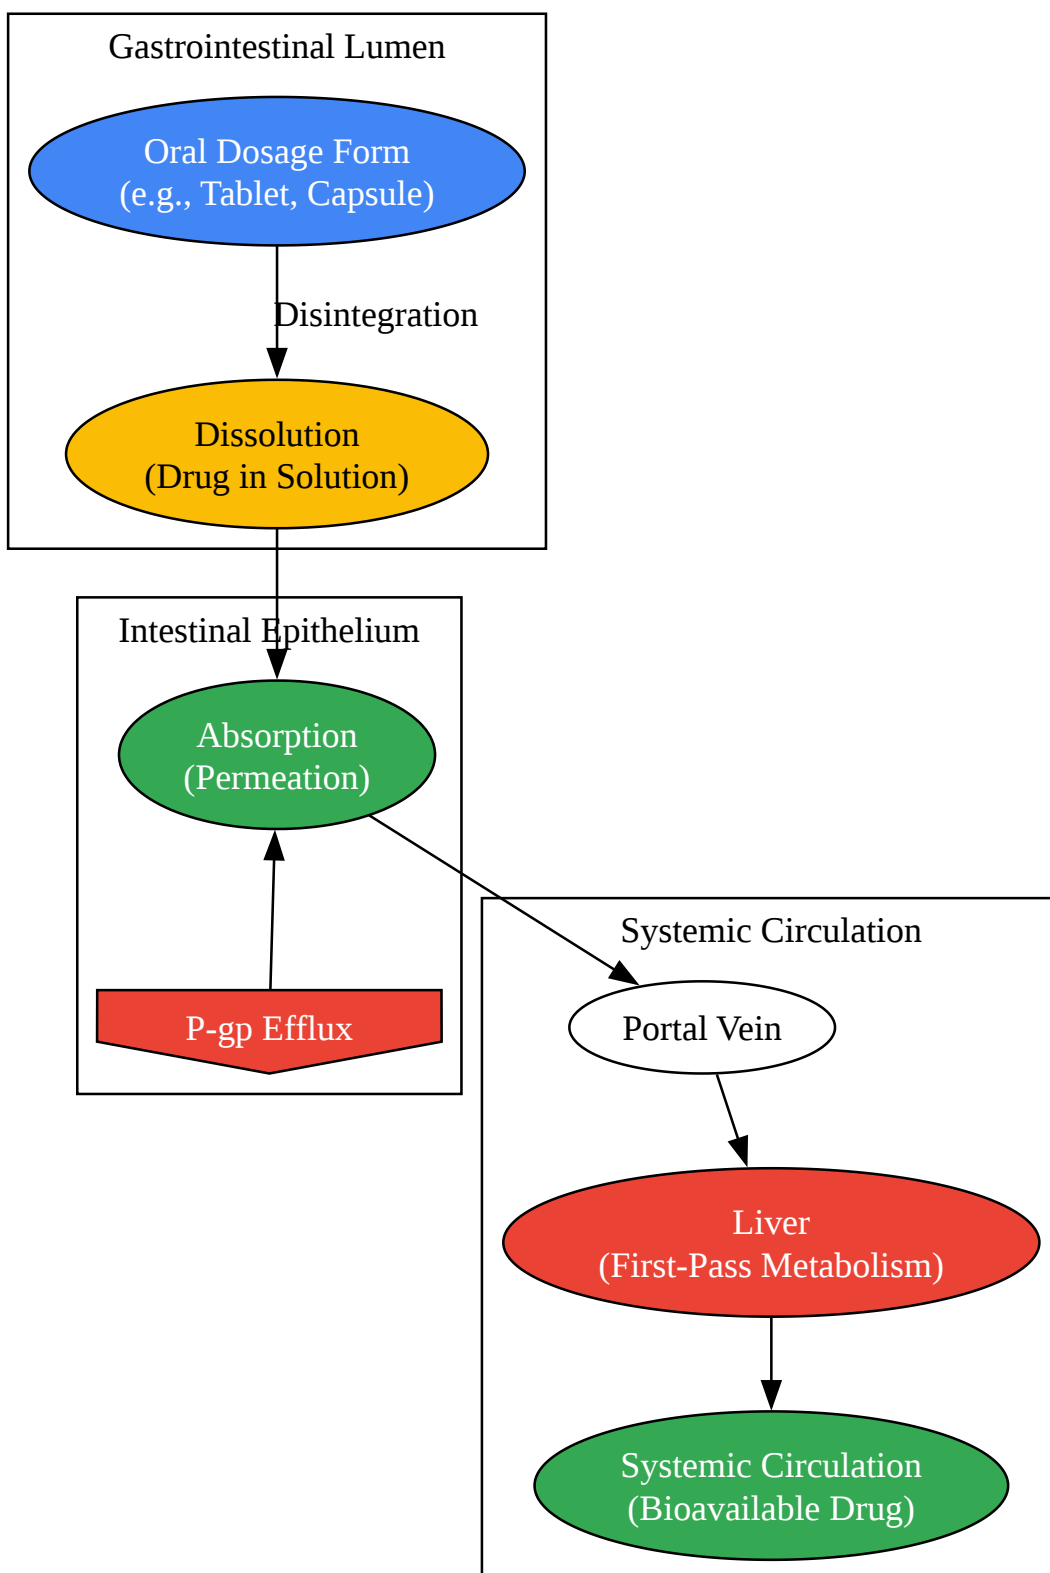 Gastrointestinal Lumen
Oral Dosage Form
(e.g., Tablet, Capsule)
Disintegration
Dissolution
(Drug in Solution)
Intestinal Epithelium
Absorption
(Permeation)
P-gp Efflux
Systemic Circulation
Portal Vein
Liver
(First-Pass Metabolism)
Systemic Circulation
(Bioavailable Drug)